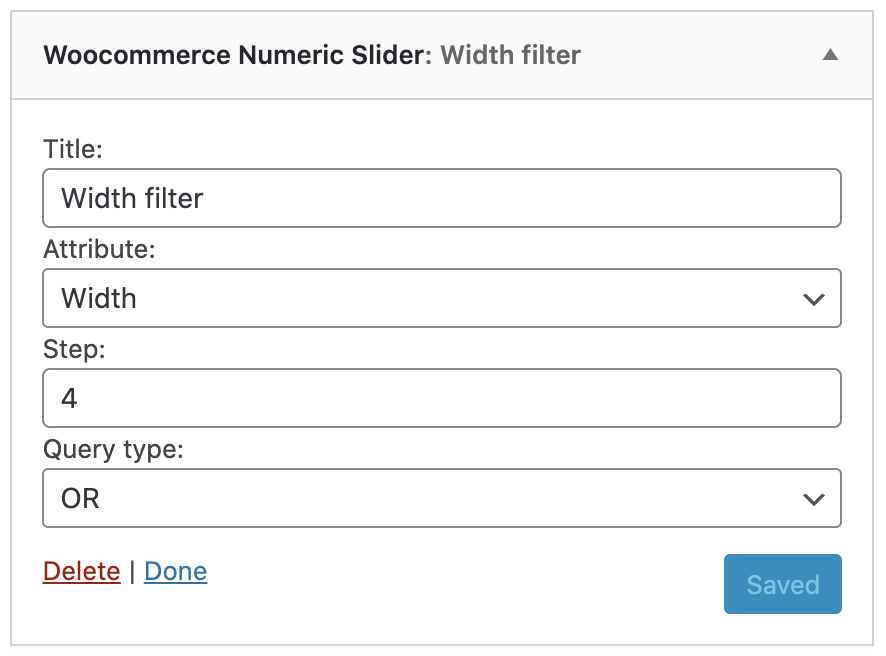 Woocommerce Numeric Slider: Width filter
Title:
Width filter
Attribute:
Width
Step:
4
Query type:
OR
Delete | Done
Saved